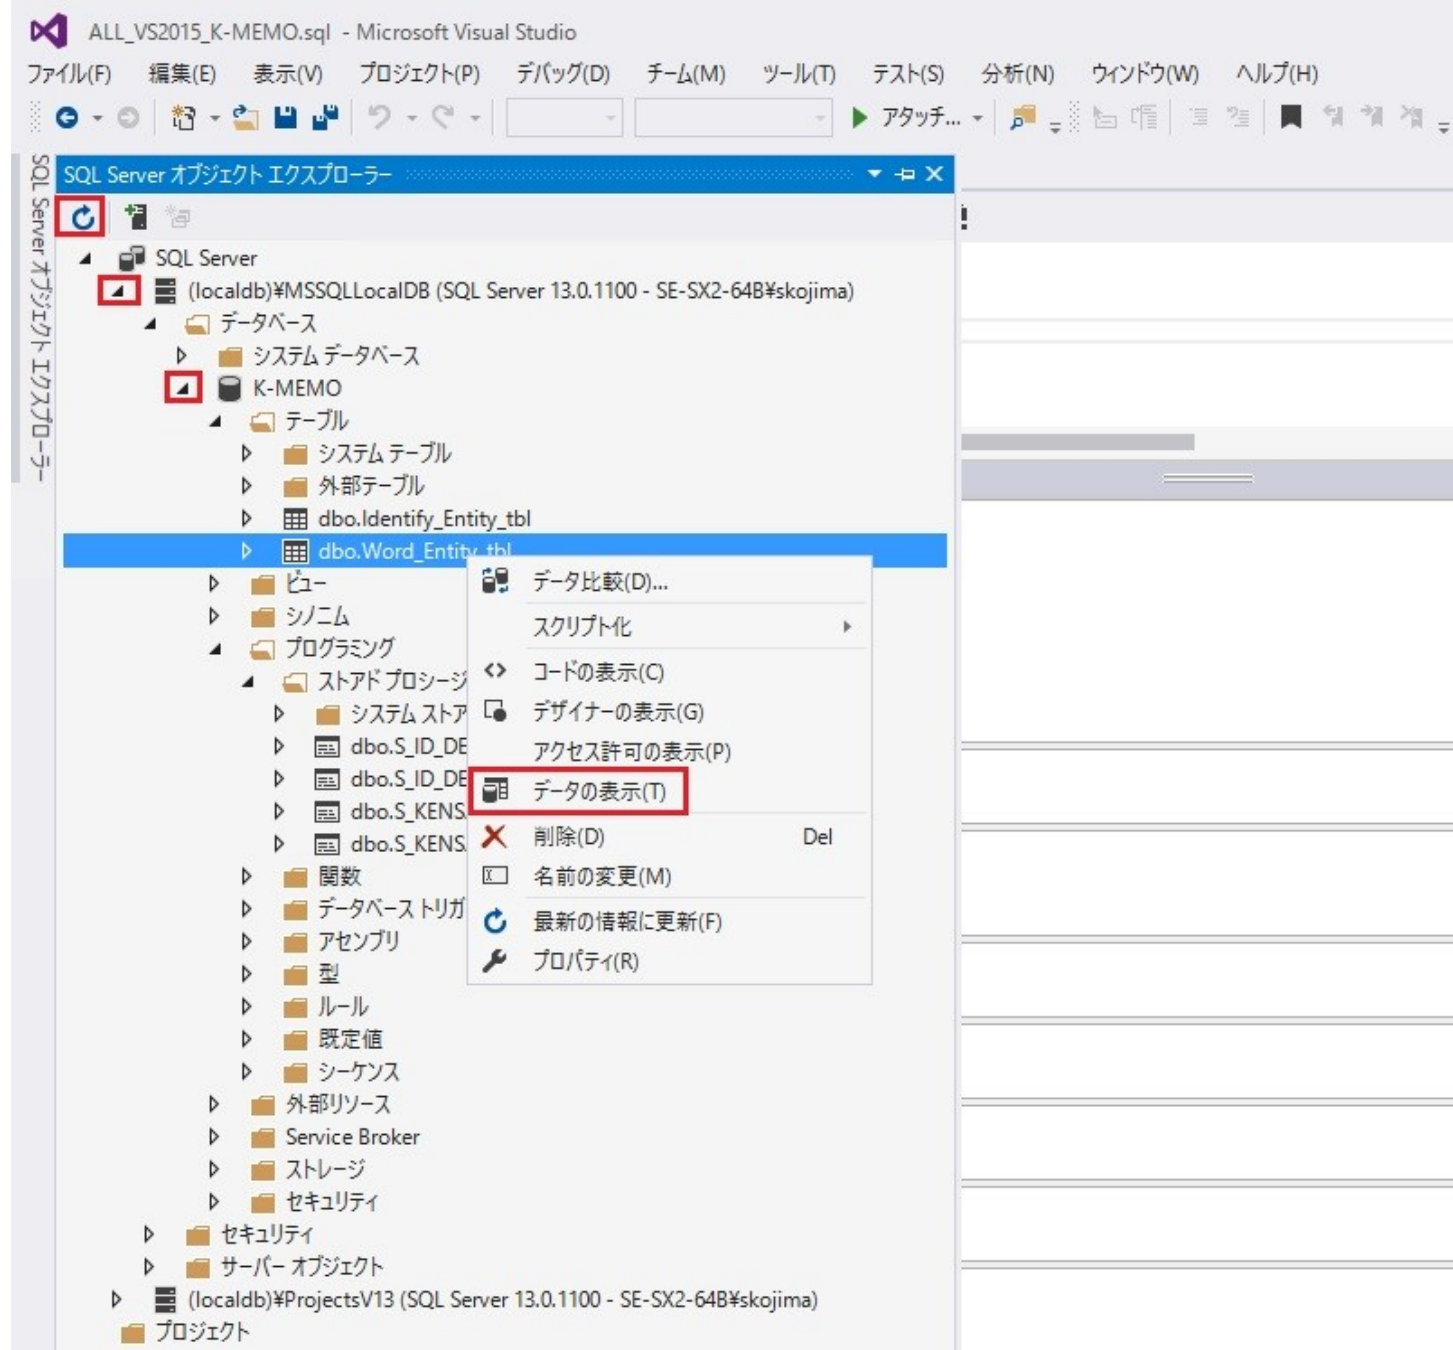 ALL_VS2015_K-MEMO.sql - Microsoft Visual Studio
ファイル(F) 編集(E) 表示(V) プロジェクト(P) デバッグ(D) チーム(M) ツール(T) テスト(S) 分析(N) ウィンドウ(W) ヘルプ(H)
アタッチ...
SQL Server オブジェクト エクスプローラー
SQL Server オブジェクト エクスプローラー
SQL Server
(localdb)¥MSSQLLocalDB (SQL Server 13.0.1100 - SE-SX2-64B¥skojima)
データベース
システム データベース
K-MEMO
テーブル
システム テーブル
外部テーブル
dbo.Identify_Entity_tbl
dbo.Word_Entity_tbl
ビュー
シノニム
プログラミング
ストアド プロシージ
システム ストア
dbo.S_ID_DE
dbo.S_ID_DE
dbo.S_KENS
dbo.S_KENS
関数
データベース トリガ
アセンブリ
型
ルール
既定値
シーケンス
外部リソース
Service Broker
ストレージ
セキュリティ
セキュリティ
サーバー オブジェクト
(localdb)¥ProjectsV13 (SQL Server 13.0.1100 - SE-SX2-64B¥skojima)
プロジェクト
データ比較(D)...
スクリプト化
コードの表示(C)
デザイナーの表示(G)
アクセス許可の表示(P)
データの表示(T)
削除(D) Del
名前の変更(M)
最新の情報に更新(F)
プロパティ(R)